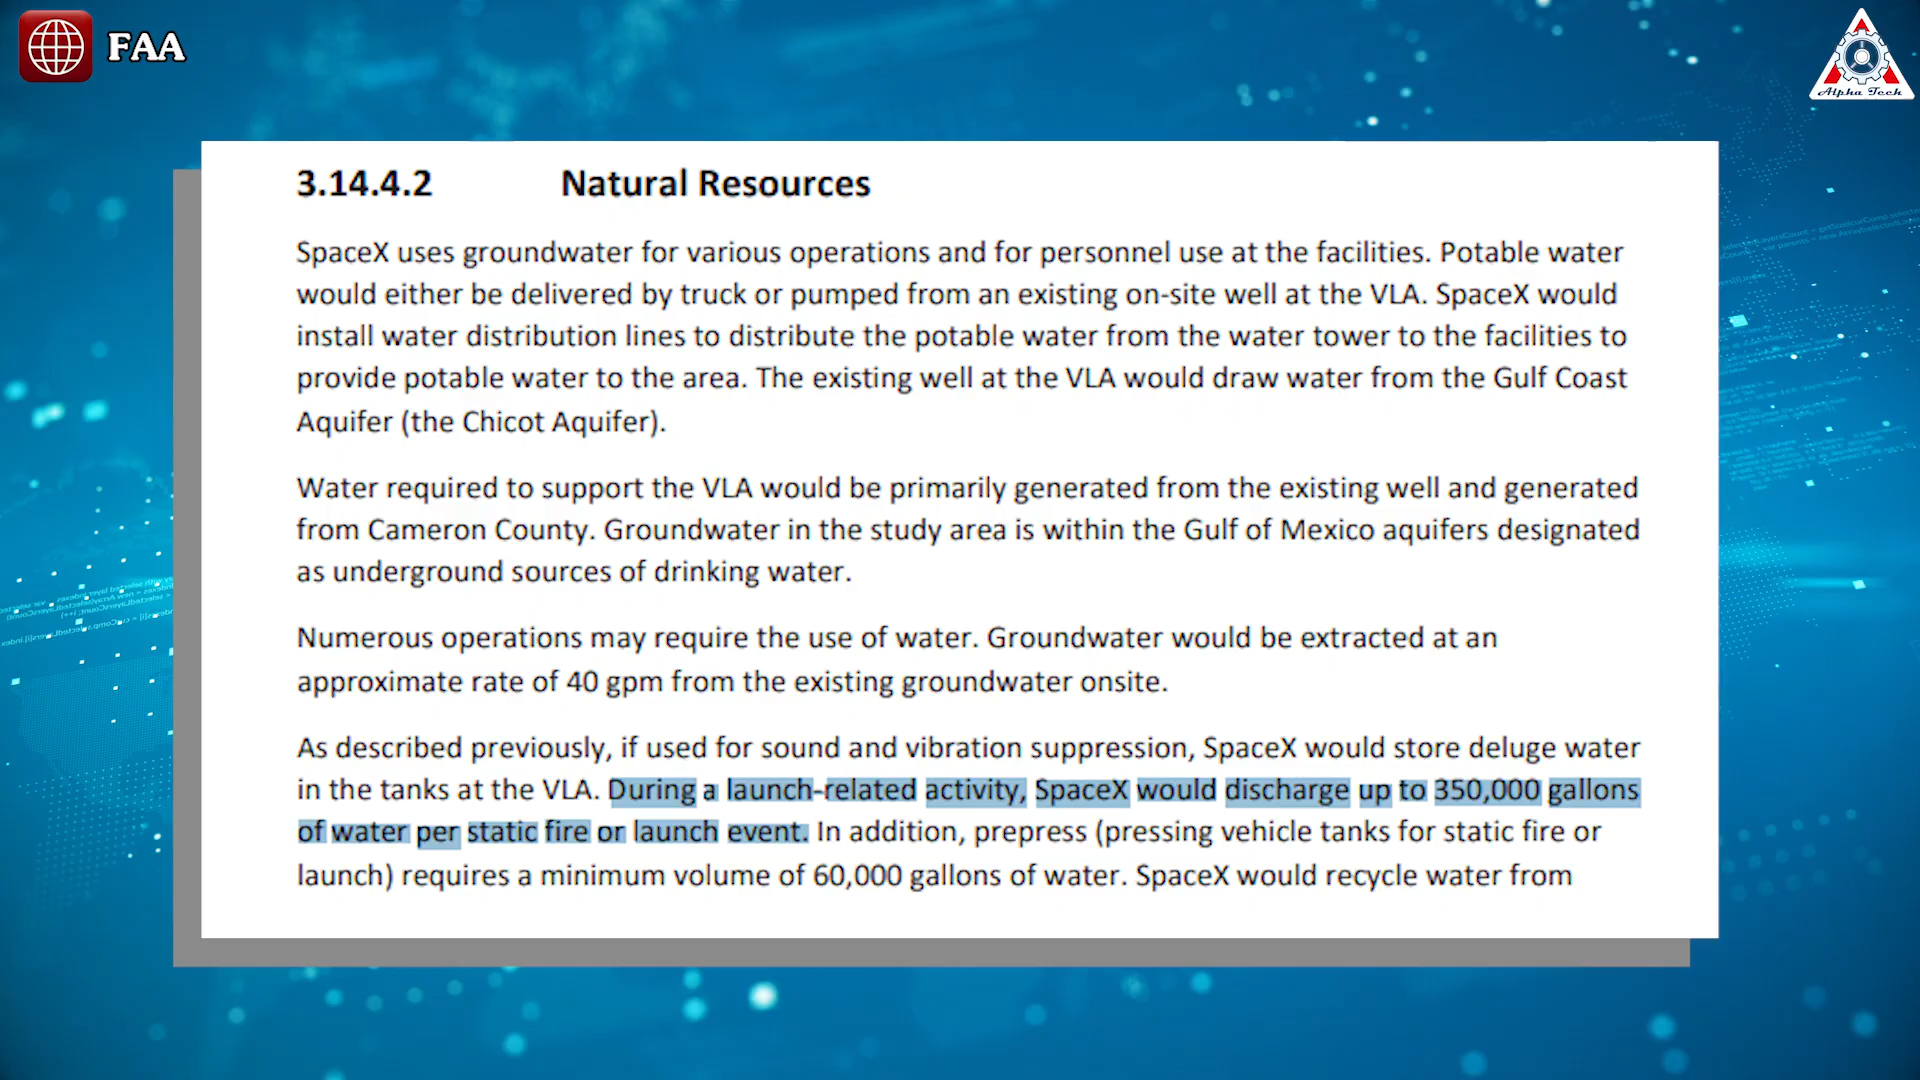 FAA
Alpha Tech
3.14.4.2 Natural Resources
SpaceX uses groundwater for various operations and for personnel use at the facilities. Potable water
would either be delivered by truck or pumped from an existing on-site well at the VLA. SpaceX would
install water distribution lines to distribute the potable water from the water tower to the facilities to
provide potable water to the area. The existing well at the VLA would draw water from the Gulf Coast
Aquifer (the Chicot Aquifer).
Water required to support the VLA would be primarily generated from the existing well and generated
from Cameron County. Groundwater in the study area is within the Gulf of Mexico aquifers designated
as underground sources of drinking water.
Numerous operations may require the use of water. Groundwater would be extracted at an
approximate rate of 40 gpm from the existing groundwater onsite.
As described previously, if used for sound and vibration suppression, SpaceX would store deluge water
in the tanks at the VLA. During a launch-related activity, SpaceX would discharge up to 350,000 gallons
of water per static fire or launch event. In addition, prepress (pressing vehicle tanks for static fire or
launch) requires a minimum volume of 60,000 gallons of water. SpaceX would recycle water from